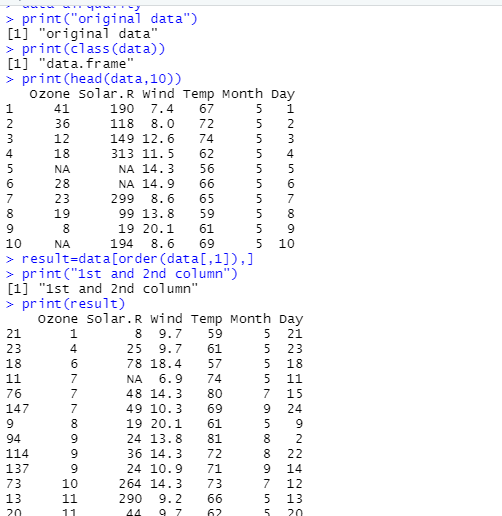 > data=airquality
> print("original data")
[1] "original data"
> print(class(data))
[1] "data.frame"
> print(head(data,10))
Ozone Solar.R Wind Temp Month Day
1 41 190 7.4 67 5 1
2 36 118 8.0 72 5 2
3 12 149 12.6 74 5 3
4 18 313 11.5 62 5 4
5 NA NA 14.3 56 5 5
6 28 NA 14.9 66 5 6
7 23 299 8.6 65 5 7
8 19 99 13.8 59 5 8
9 8 19 20.1 61 5 9
10 NA 194 8.6 69 5 10
> result=data[order(data[,1]),]
> print("1st and 2nd column")
[1] "1st and 2nd column"
> print(result)
Ozone Solar.R Wind Temp Month Day
21 1 8 9.7 59 5 21
23 4 25 9.7 61 5 23
18 6 78 18.4 57 5 18
11 7 NA 6.9 74 5 11
76 7 48 14.3 80 7 15
147 7 49 10.3 69 9 24
9 8 19 20.1 61 5 9
94 9 24 13.8 81 8 2
114 9 36 14.3 72 8 22
137 9 24 10.9 71 9 14
73 10 264 14.3 73 7 12
13 11 290 9.2 66 5 13
20 11 44 9.7 62 5 20